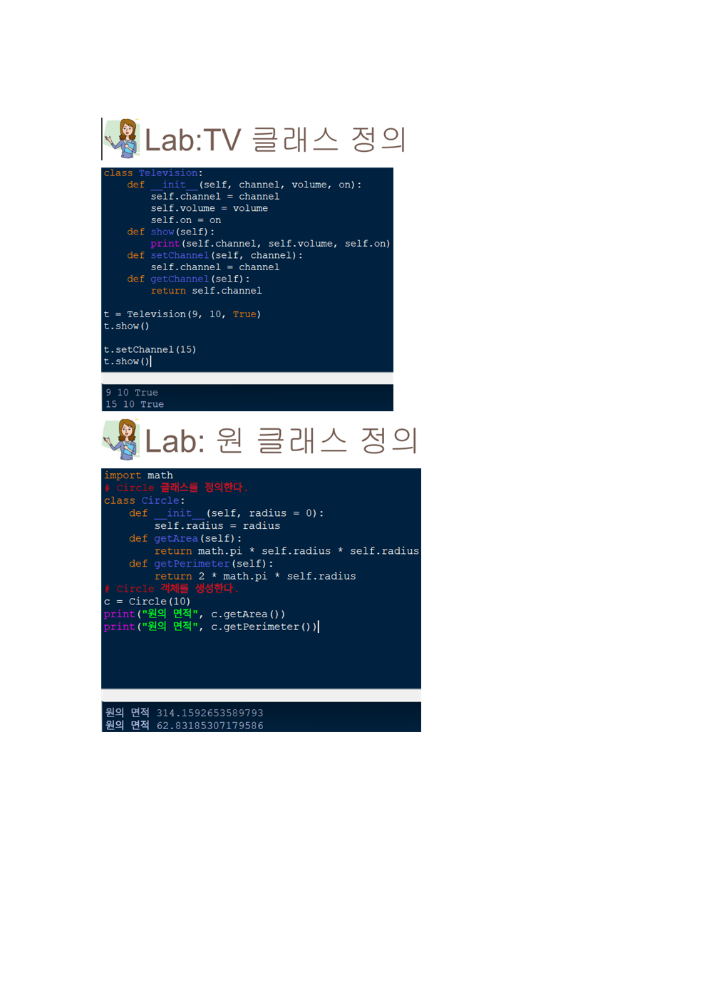 Lab:TV 클래스 정의
class Television:
    def __init__(self, channel, volume, on):
        self.channel = channel
        self.volume = volume
        self.on = on
    def show(self):
        print(self.channel, self.volume, self.on)
    def setChannel(self, channel):
        self.channel = channel
    def getChannel(self):
        return self.channel
t = Television(9, 10, True)
t.show()
t.setChannel(15)
t.show()
9 10 True
15 10 True
Lab: 원 클래스 정의
import math
# Circle 클래스를 정의한다.
class Circle:
    def __init__(self, radius = 0):
        self.radius = radius
    def getArea(self):
        return math.pi * self.radius * self.radius
    def getPerimeter(self):
        return 2 * math.pi * self.radius
# Circle 객체를 생성한다.
c = Circle(10)
print("원의 면적", c.getArea())
print("원의 면적", c.getPerimeter())
원의 면적 314.1592653589793
원의 면적 62.83185307179586